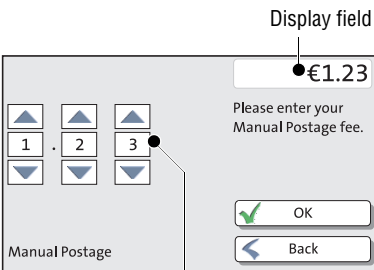 Display field
€1.23
Please enter your
Manual Postage fee.
1 . 2 3
OK
Back
Manual Postage